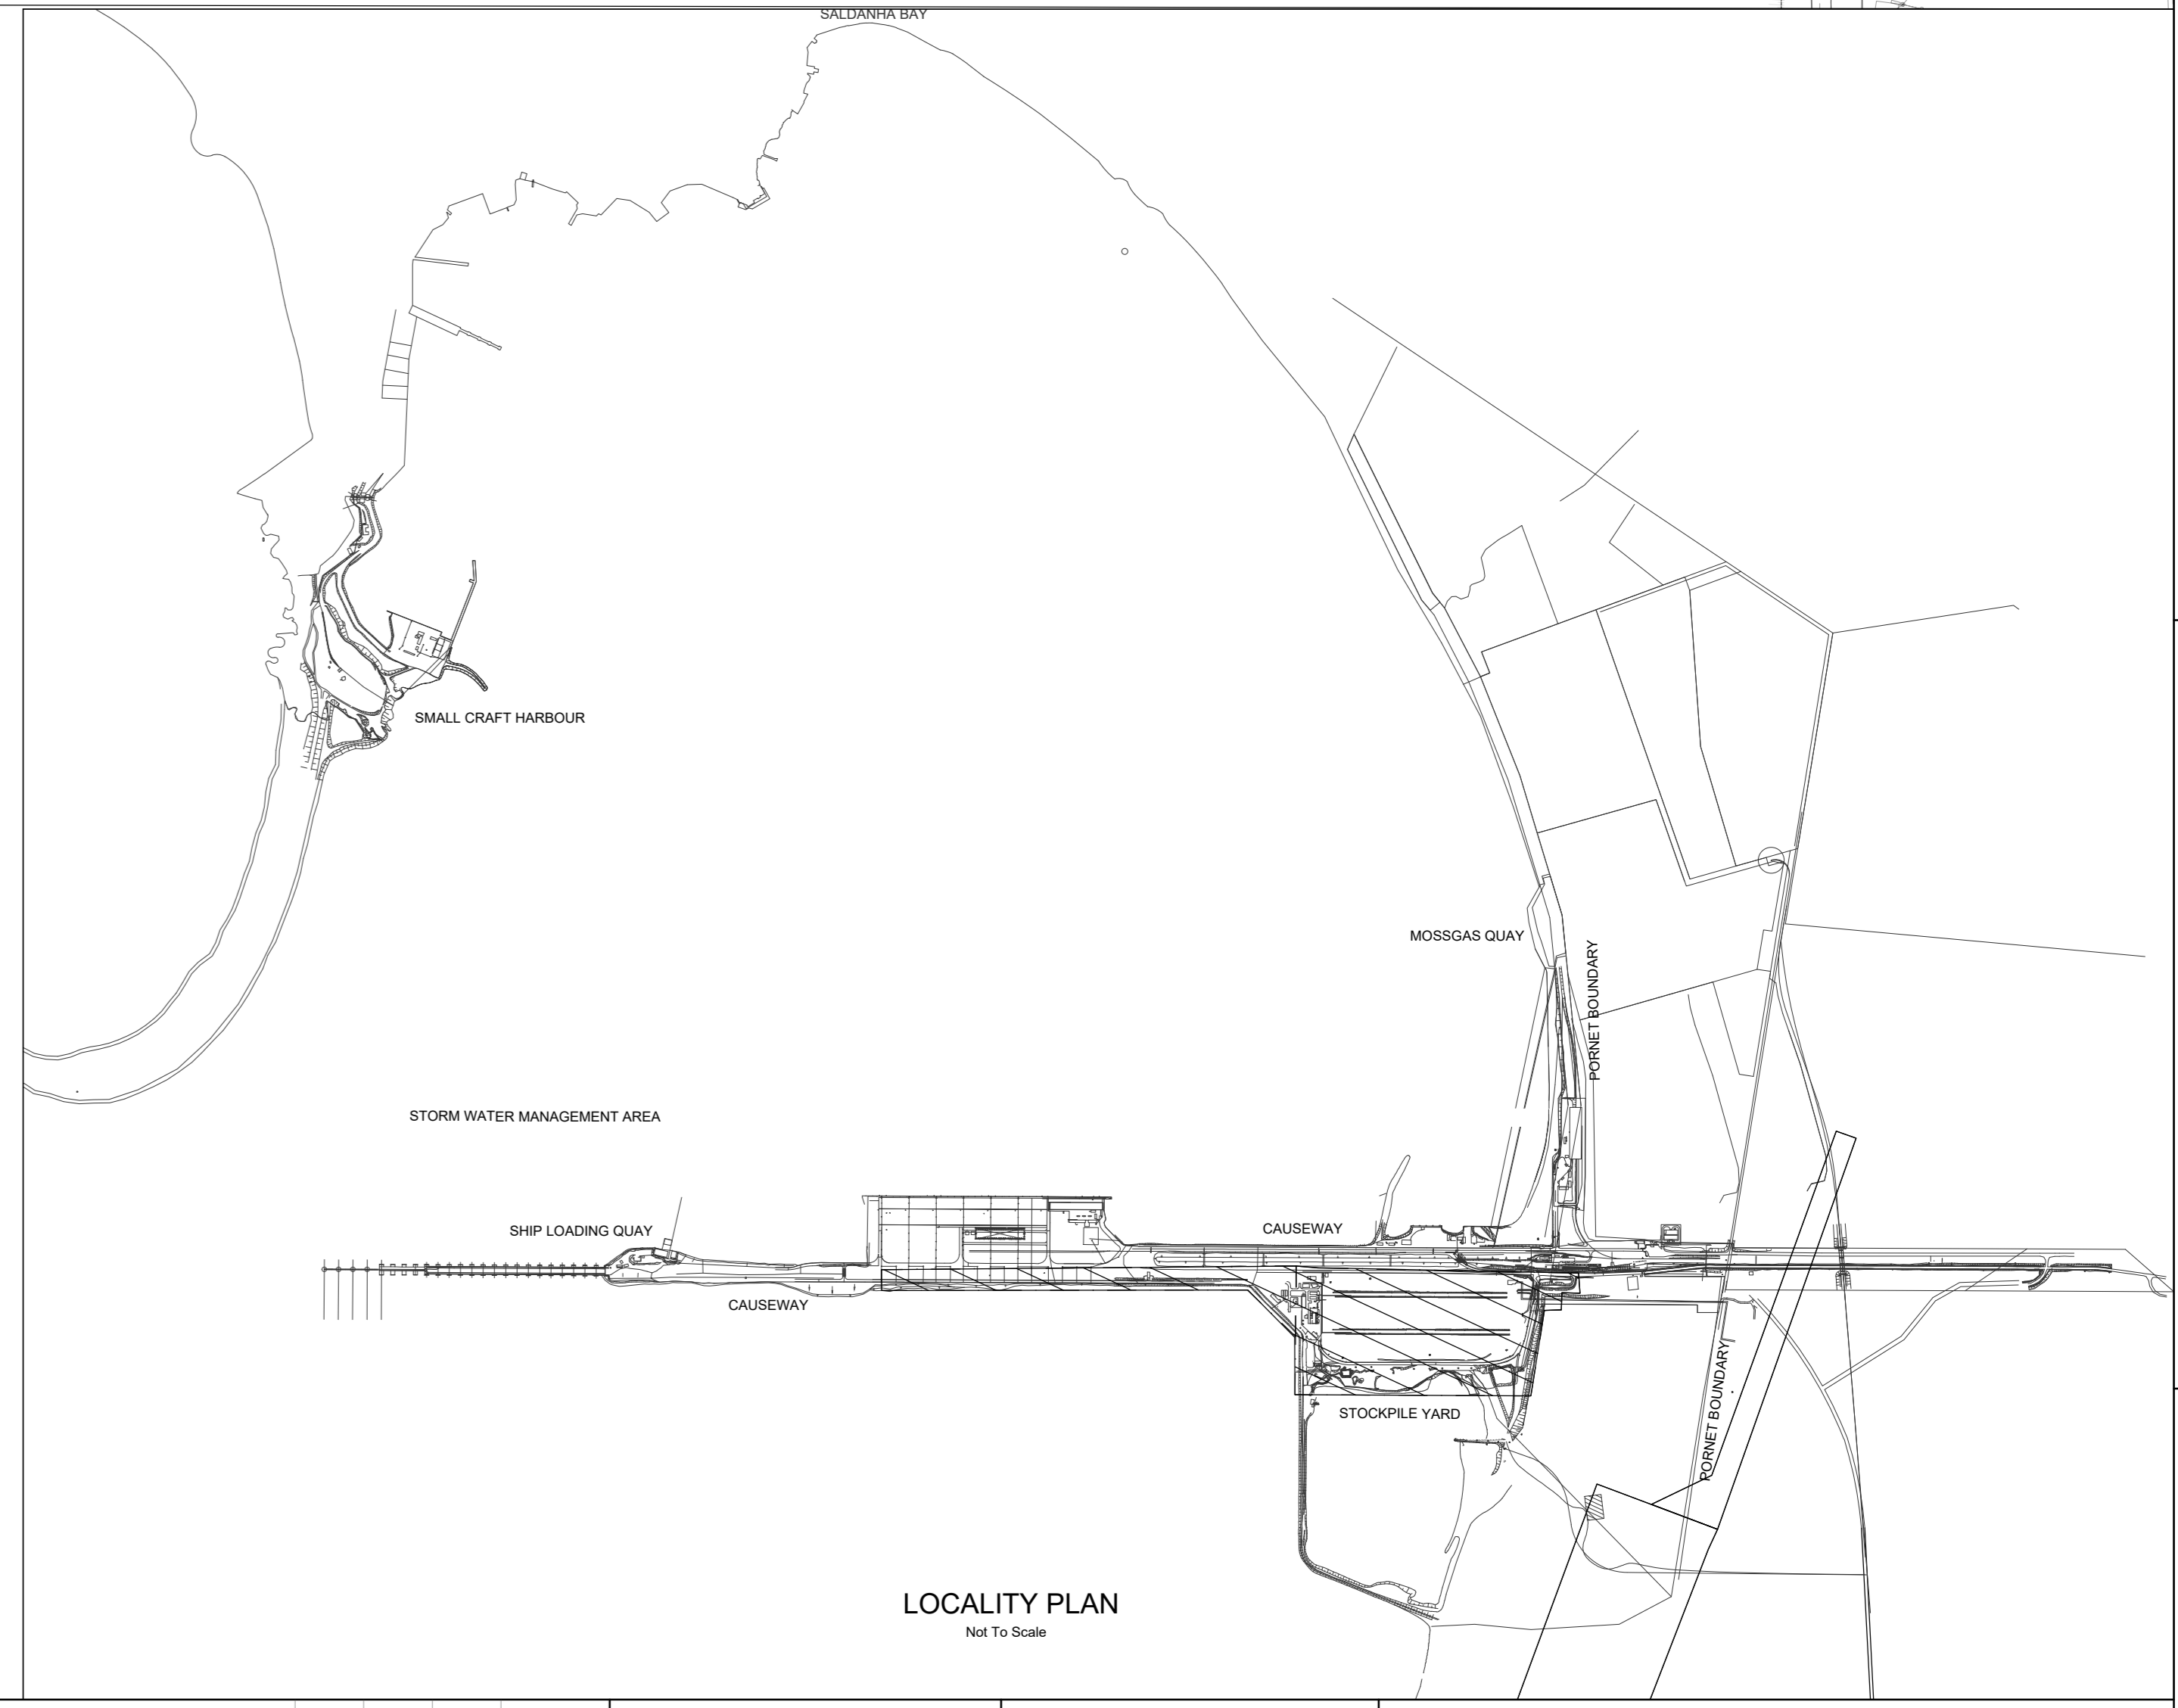 SALDANHA BAY
SMALL CRAFT HARBOUR
MOSSGAS QUAY
PORNET BOUNDARY
STORM WATER MANAGEMENT AREA
SHIP LOADING QUAY
CAUSEWAY
CAUSEWAY
STOCKPILE YARD
PORNET BOUNDARY
LOCALITY PLAN
Not To Scale